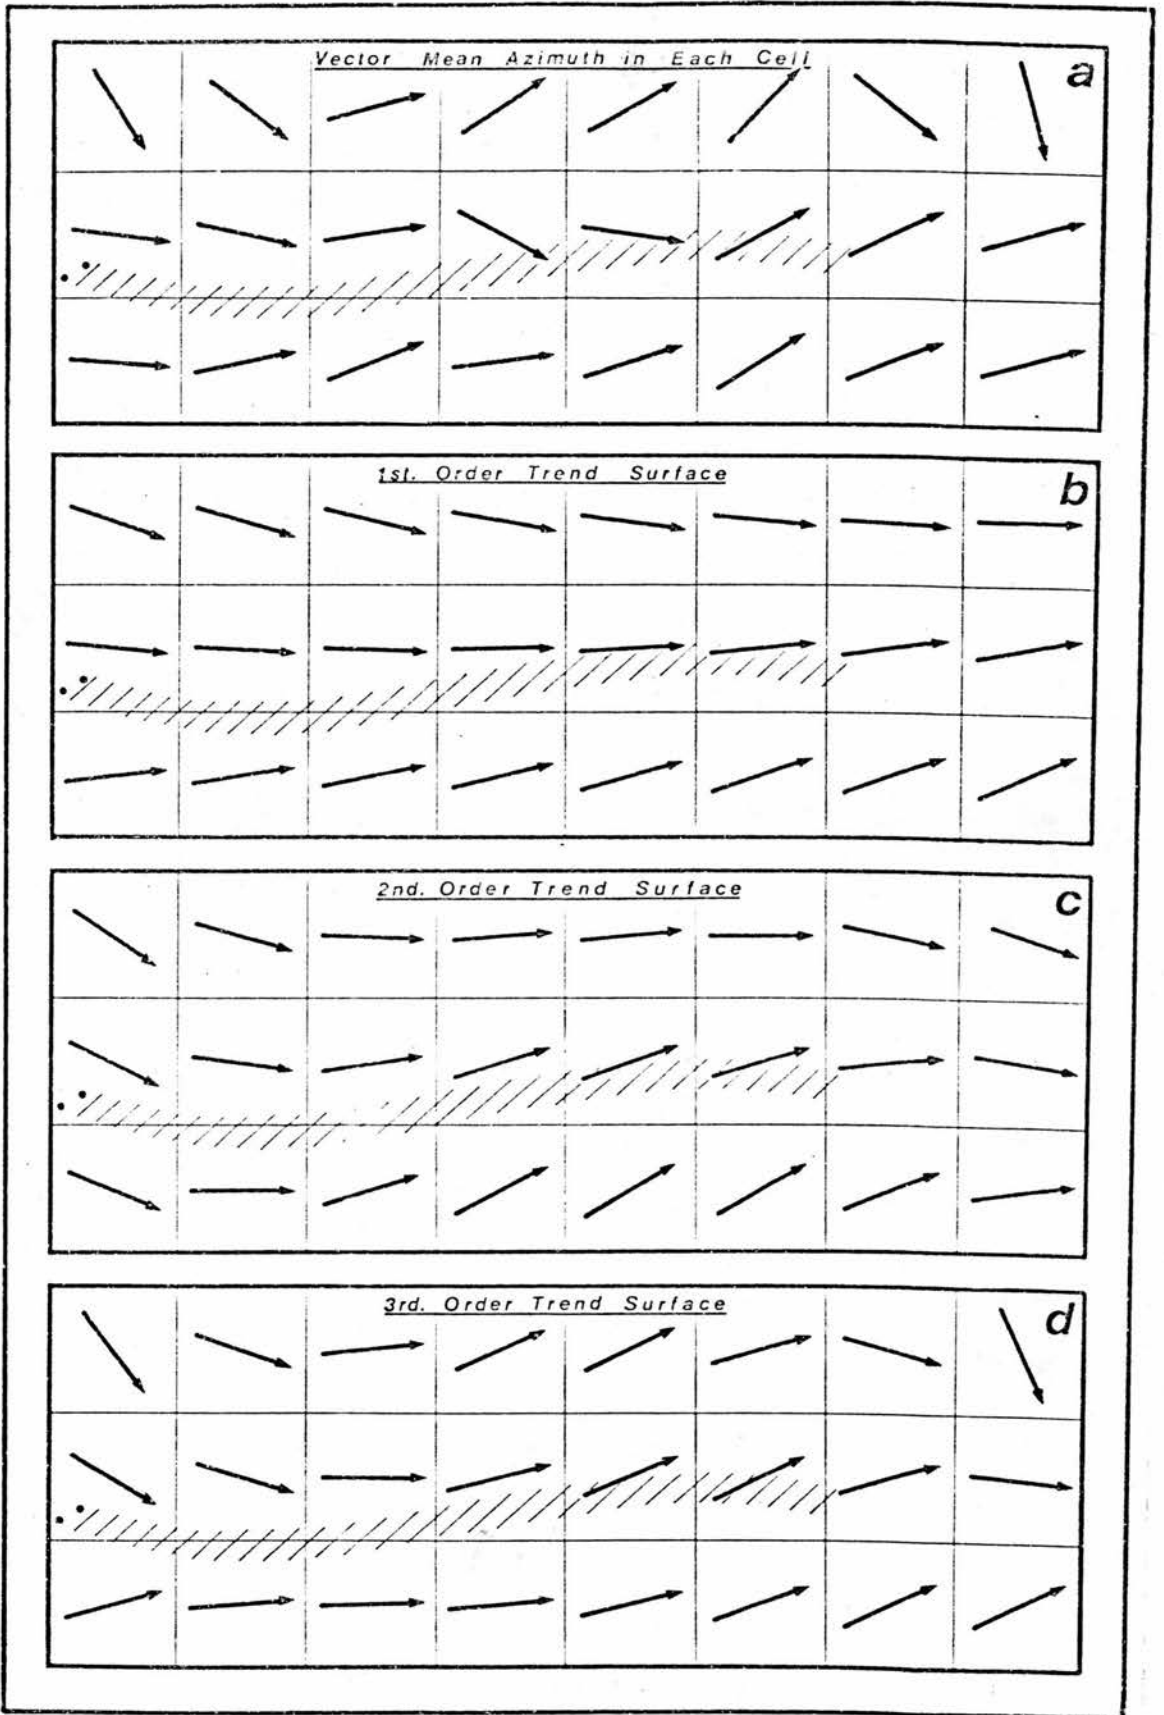 Vector Mean Azimuth in Each Cell
a
1st. Order Trend Surface
b
2nd. Order Trend Surface
c
3rd. Order Trend Surface
d